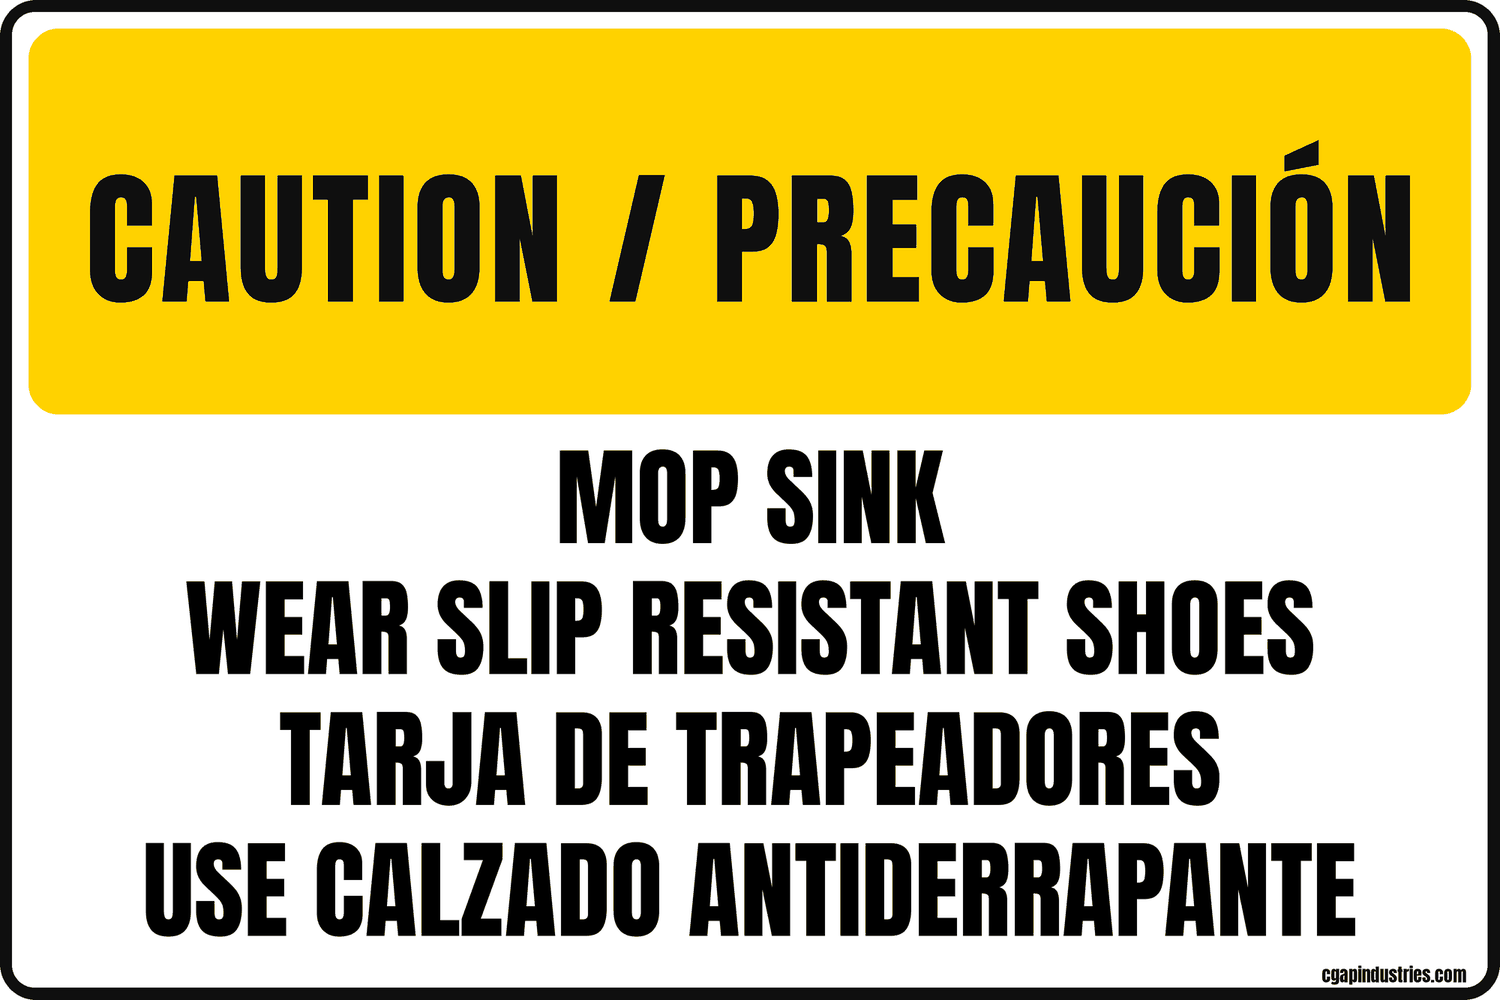 CAUTION / PRECAUCIÓN
MOP SINK
WEAR SLIP RESISTANT SHOES
TARJA DE TRAPEADORES
USE CALZADO ANTIDERRAPANTE
cgapindustries.com